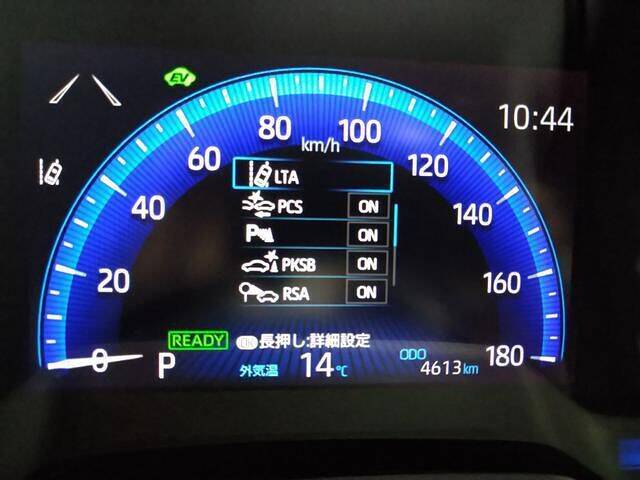 EV
10:44
80
100
km/h
60
120
LTA
40
PCS ON
140
P ON
PKSB ON
20
160
RSA ON
READY
OK 長押し:詳細設定
0
P
外気温 14℃
ODO
4613km
180